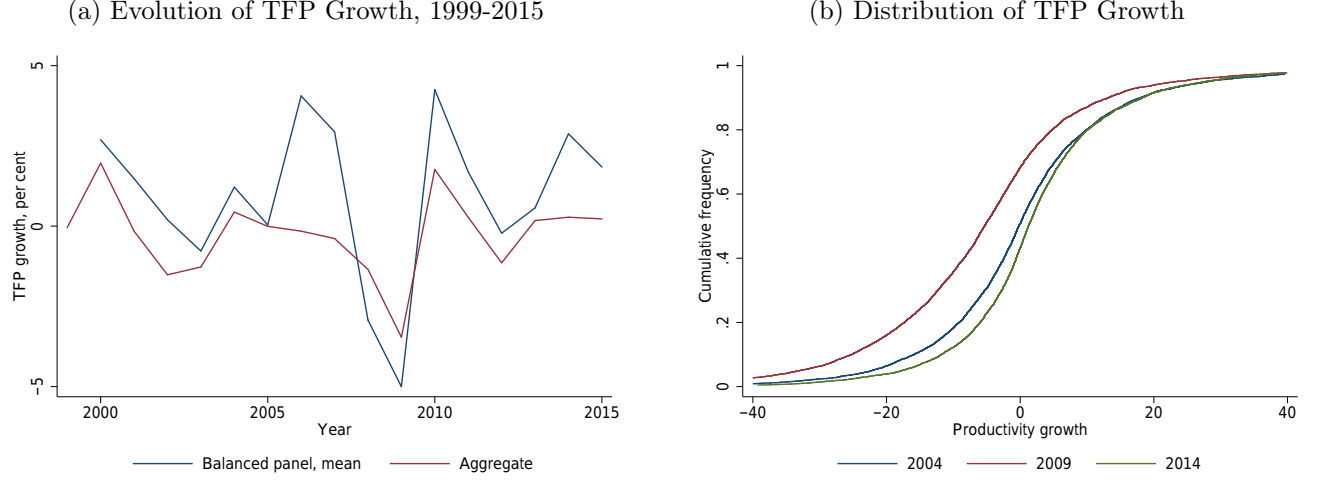 (a) Evolution of TFP Growth, 1999-2015
TFP growth, per cent
5
0
−5
2000
2005
2010
2015
Year
Balanced panel, mean
Aggregate
(b) Distribution of TFP Growth
Cumulative frequency
1
.8
.6
.4
.2
0
−40
−20
0
20
40
Productivity growth
2004
2009
2014